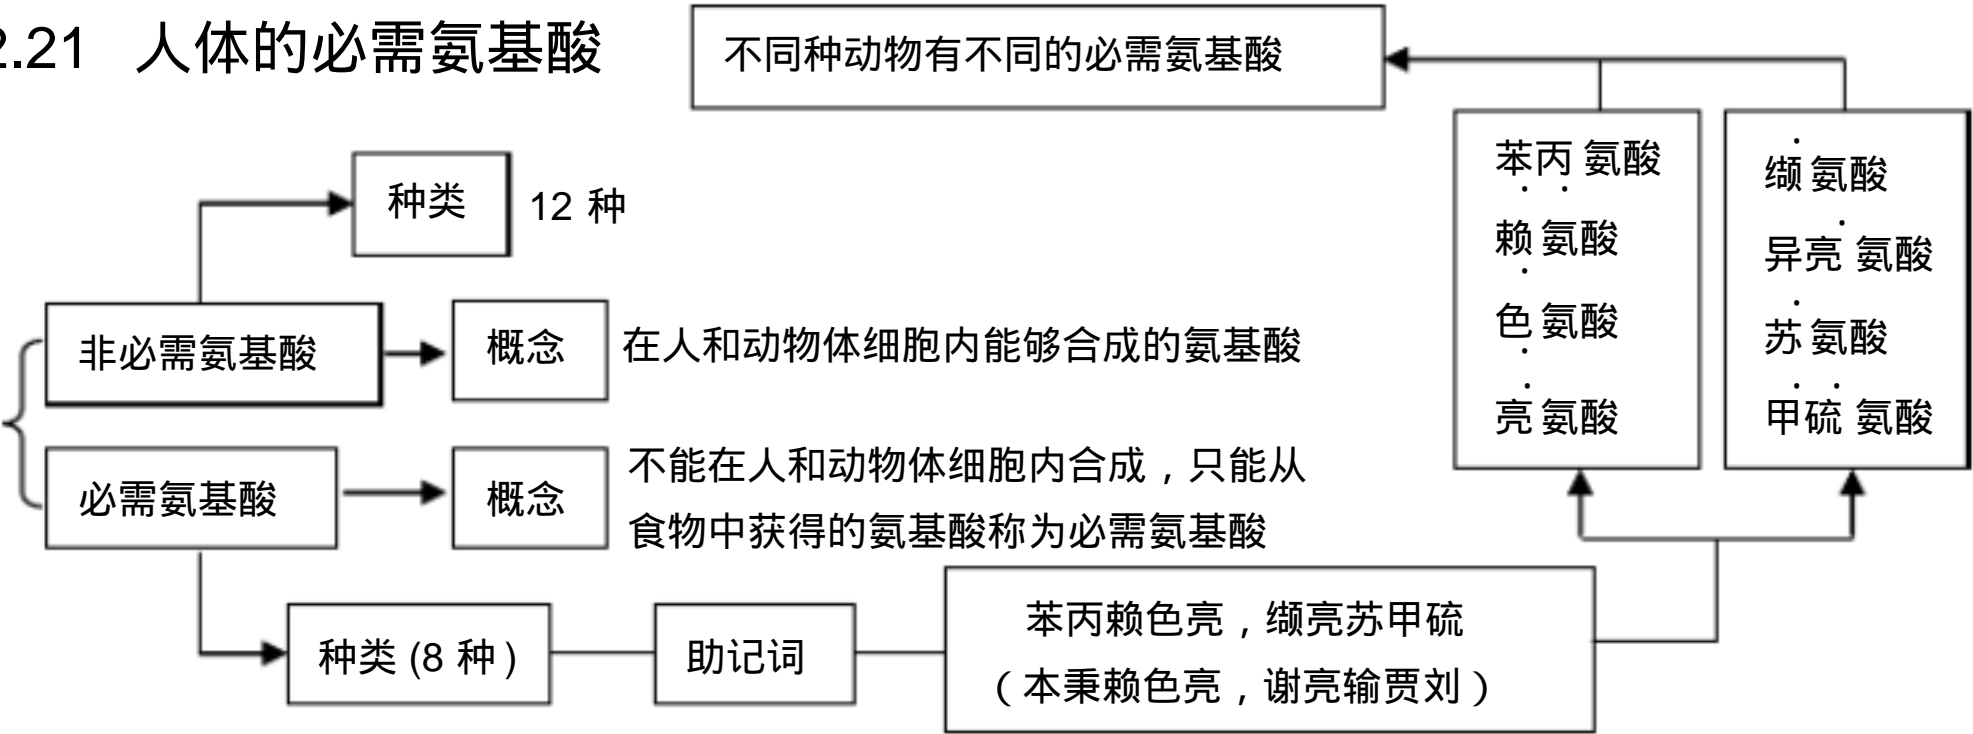 2.21 人体的必需氨基酸
不同种动物有不同的必需氨基酸
种类 12 种
非必需氨基酸
概念 在人和动物体细胞内能够合成的氨基酸
必需氨基酸
概念 不能在人和动物体细胞内合成，只能从
食物中获得的氨基酸称为必需氨基酸
种类 (8 种)
助记词
苯丙赖色亮，缬亮苏甲硫
（本秉赖色亮，谢亮输贾刘）
苯丙氨酸
赖氨酸
色氨酸
亮氨酸
缬氨酸
异亮氨酸
苏氨酸
甲硫氨酸